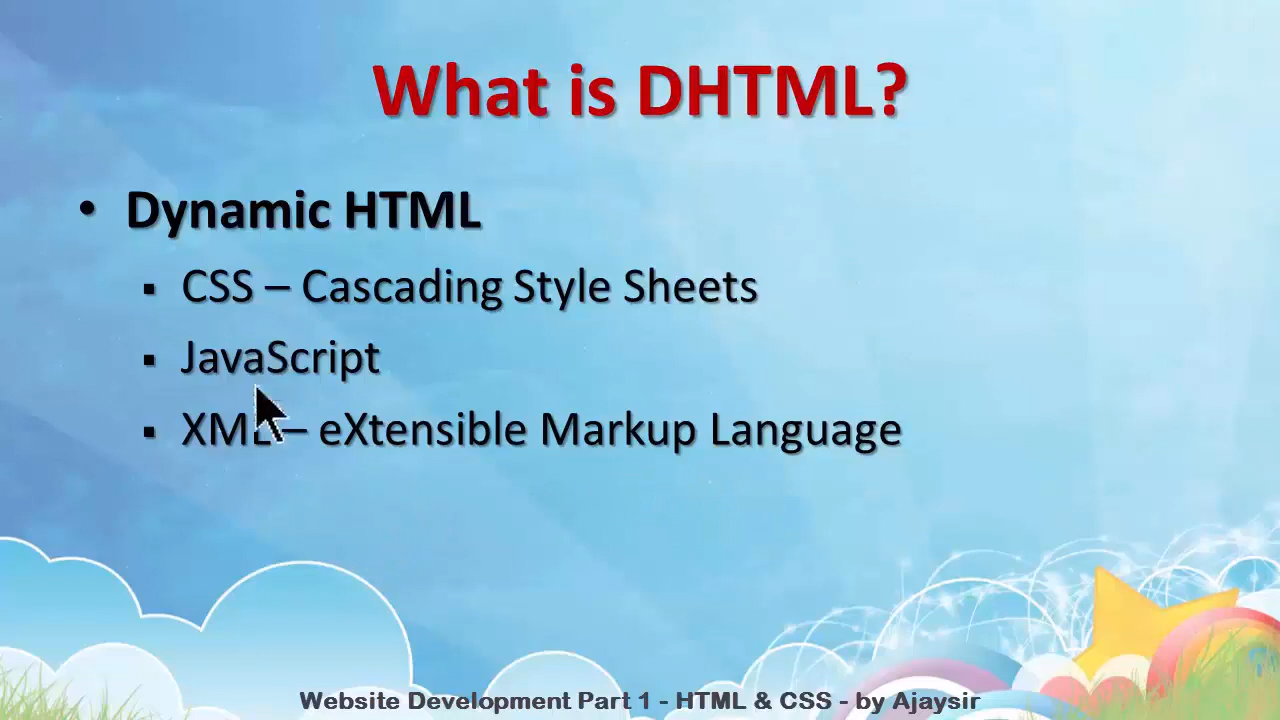 What is DHTML?
• Dynamic HTML
▪ CSS – Cascading Style Sheets
▪ JavaScript
▪ XML – eXtensible Markup Language
Website Development Part 1 - HTML & CSS - by Ajaysir